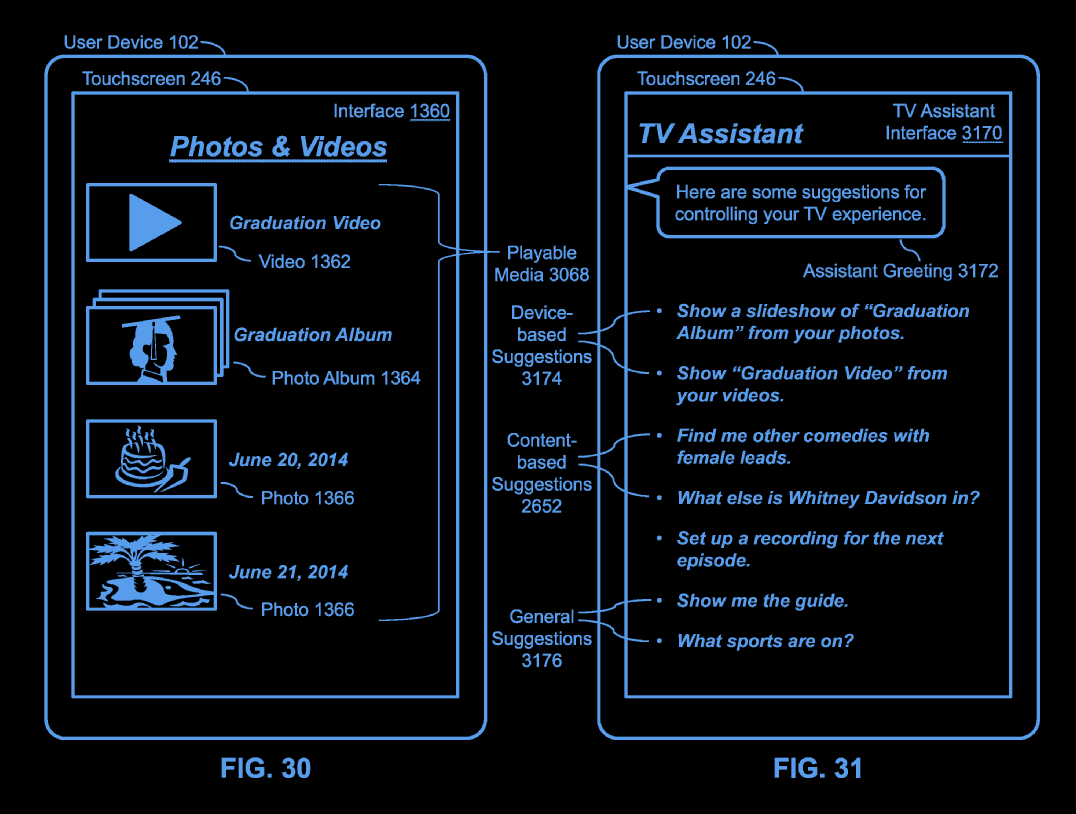 User Device 102
Touchscreen 246
Interface 1360
Photos & Videos
Graduation Video
Video 1362
Graduation Album
Photo Album 1364
June 20, 2014
Photo 1366
June 21, 2014
Photo 1366
Playable
Media 3068
FIG. 30
User Device 102
Touchscreen 246
TV Assistant
Interface 3170
TV Assistant
Here are some suggestions for
controlling your TV experience.
Assistant Greeting 3172
Device-
based
Suggestions
3174
• Show a slideshow of “Graduation
Album” from your photos.
• Show “Graduation Video” from
your videos.
Content-
based
Suggestions
2652
• Find me other comedies with
female leads.
• What else is Whitney Davidson in?
• Set up a recording for the next
episode.
General
Suggestions
3176
• Show me the guide.
• What sports are on?
FIG. 31